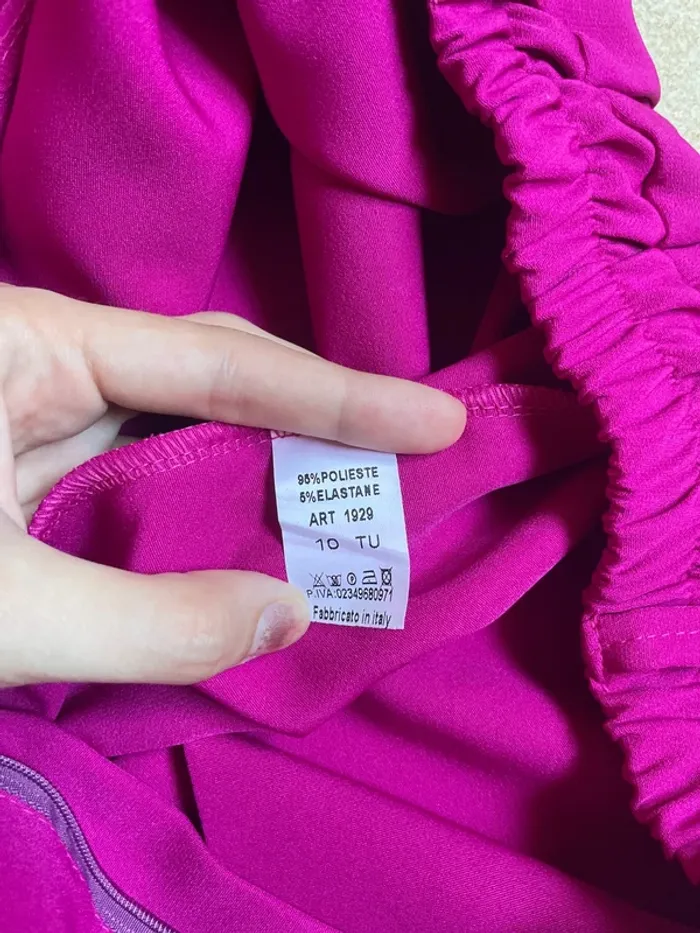 95%POLIESTE
5%ELASTANE
ART 1929
10 TU
P.IVA:02349680971
Fabbricato in italy